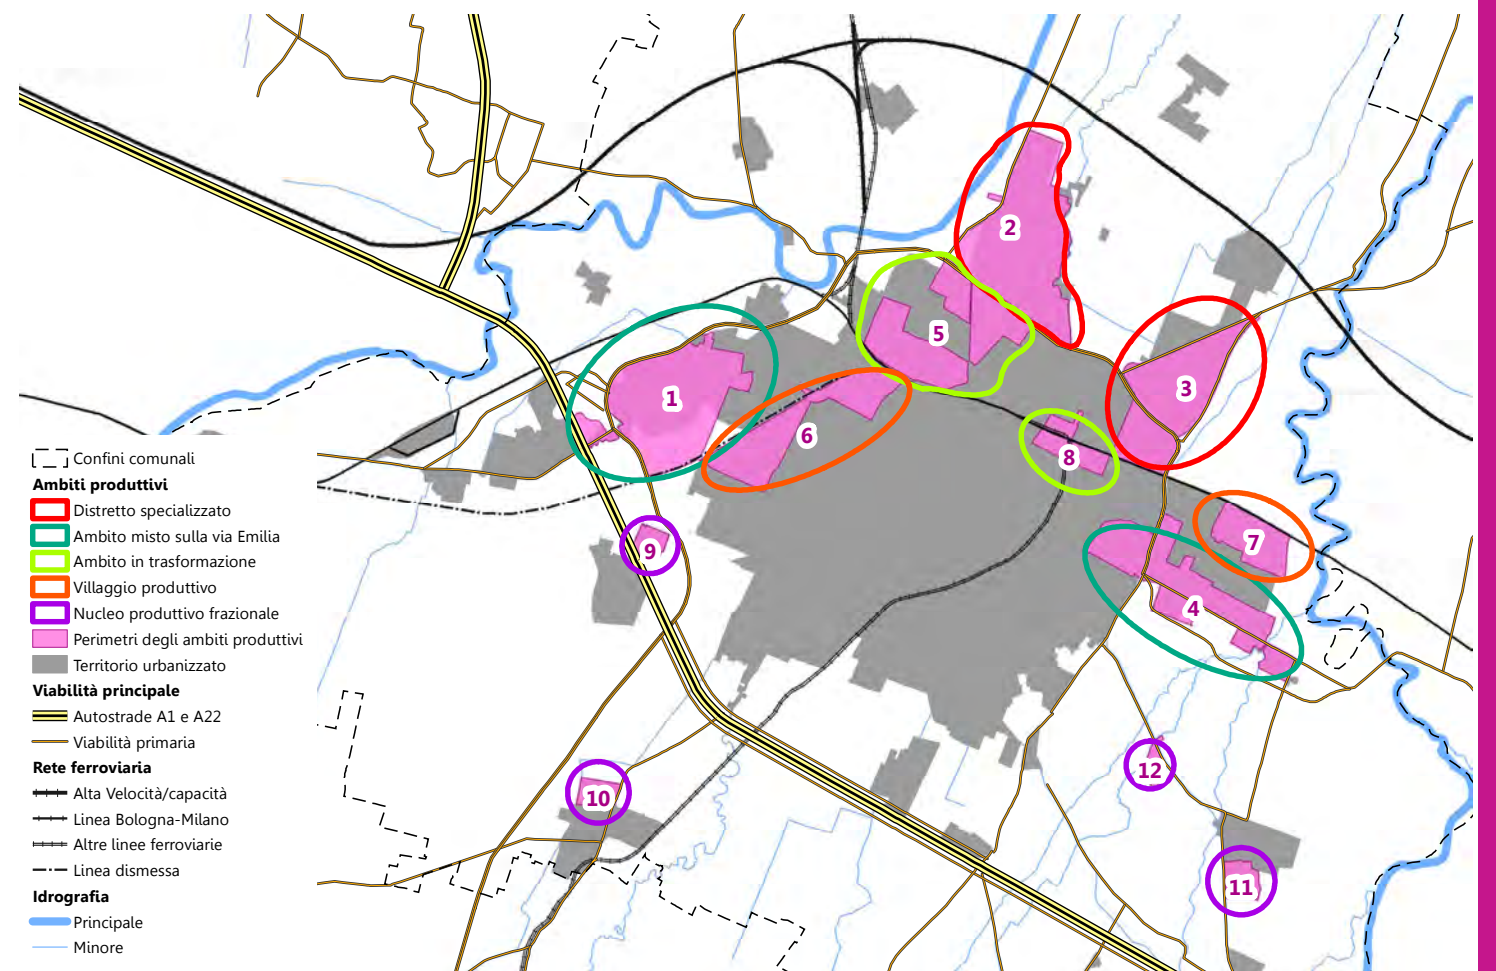 2
5
3
1
6
8
7
9
4
12
10
11
Confini comunali
Ambiti produttivi
Distretto specializzato
Ambito misto sulla via Emilia
Ambito in trasformazione
Villaggio produttivo
Nucleo produttivo frazionale
Perimetri degli ambiti produttivi
Territorio urbanizzato
Viabilità principale
Autostrade A1 e A22
Viabilità primaria
Rete ferroviaria
Alta Velocità/capacità
Linea Bologna-Milano
Altre linee ferroviarie
Linea dismessa
Idrografia
Principale
Minore